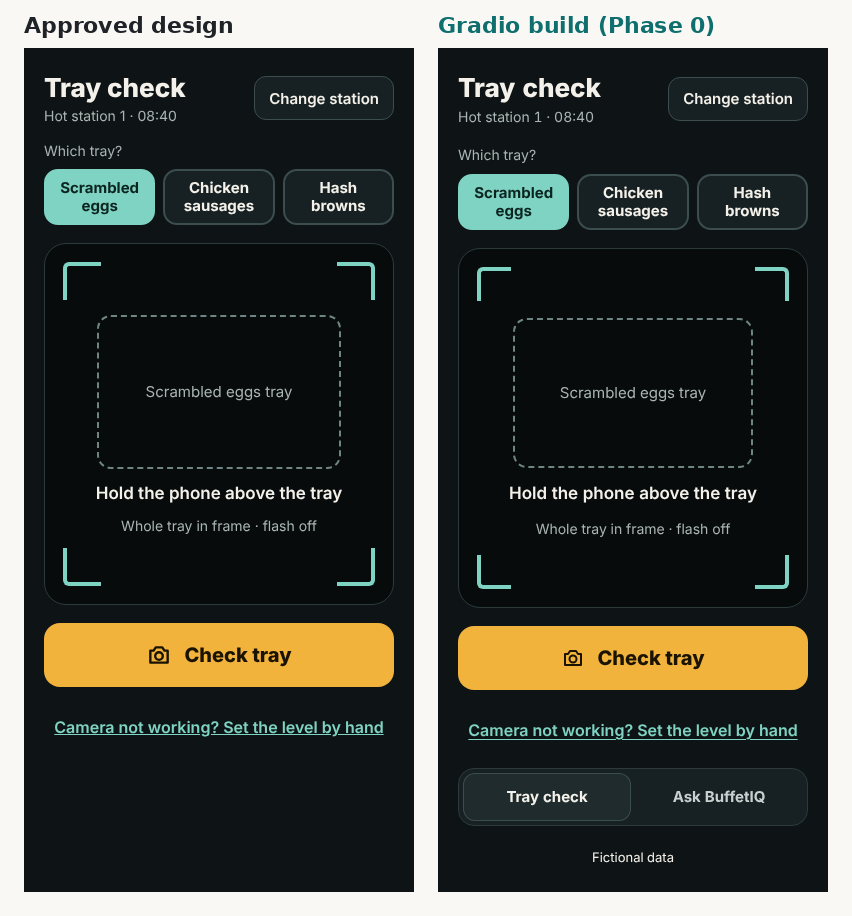 Approved design
Tray check
Hot station 1 · 08:40
Change station
Which tray?
Scrambled
eggs
Chicken
sausages
Hash
browns
Scrambled eggs tray
Hold the phone above the tray
Whole tray in frame · flash off
Check tray
Camera not working? Set the level by hand
Gradio build (Phase 0)
Tray check
Hot station 1 · 08:40
Change station
Which tray?
Scrambled
eggs
Chicken
sausages
Hash
browns
Scrambled eggs tray
Hold the phone above the tray
Whole tray in frame · flash off
Check tray
Camera not working? Set the level by hand
Tray check
Ask BuffetIQ
Fictional data